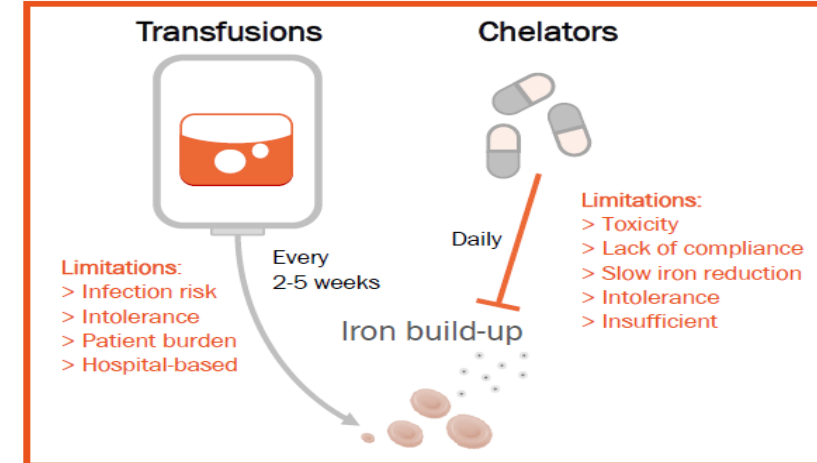 Transfusions
Chelators
Limitations:
> Infection risk
> Intolerance
> Patient burden
> Hospital-based
Every
2-5 weeks
Daily
Limitations:
> Toxicity
> Lack of compliance
> Slow iron reduction
> Intolerance
> Insufficient
Iron build-up